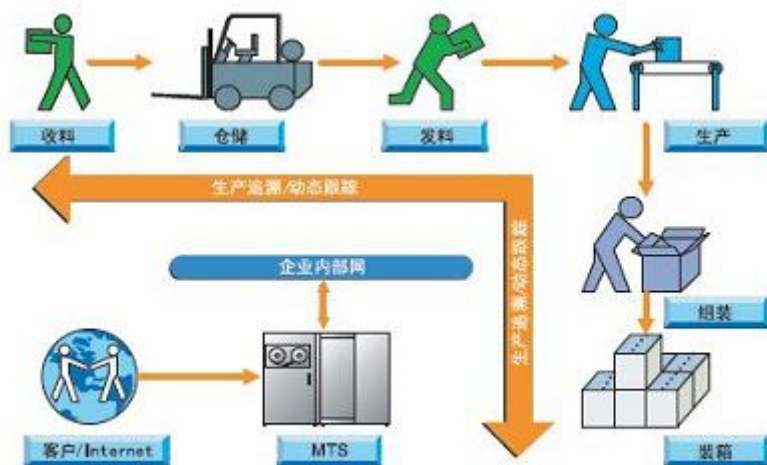 收料
仓储
发料
生产
生产追溯/动态跟踪
生产追溯/动态跟踪
企业内部网
组装
客户/Internet
MTS
装箱